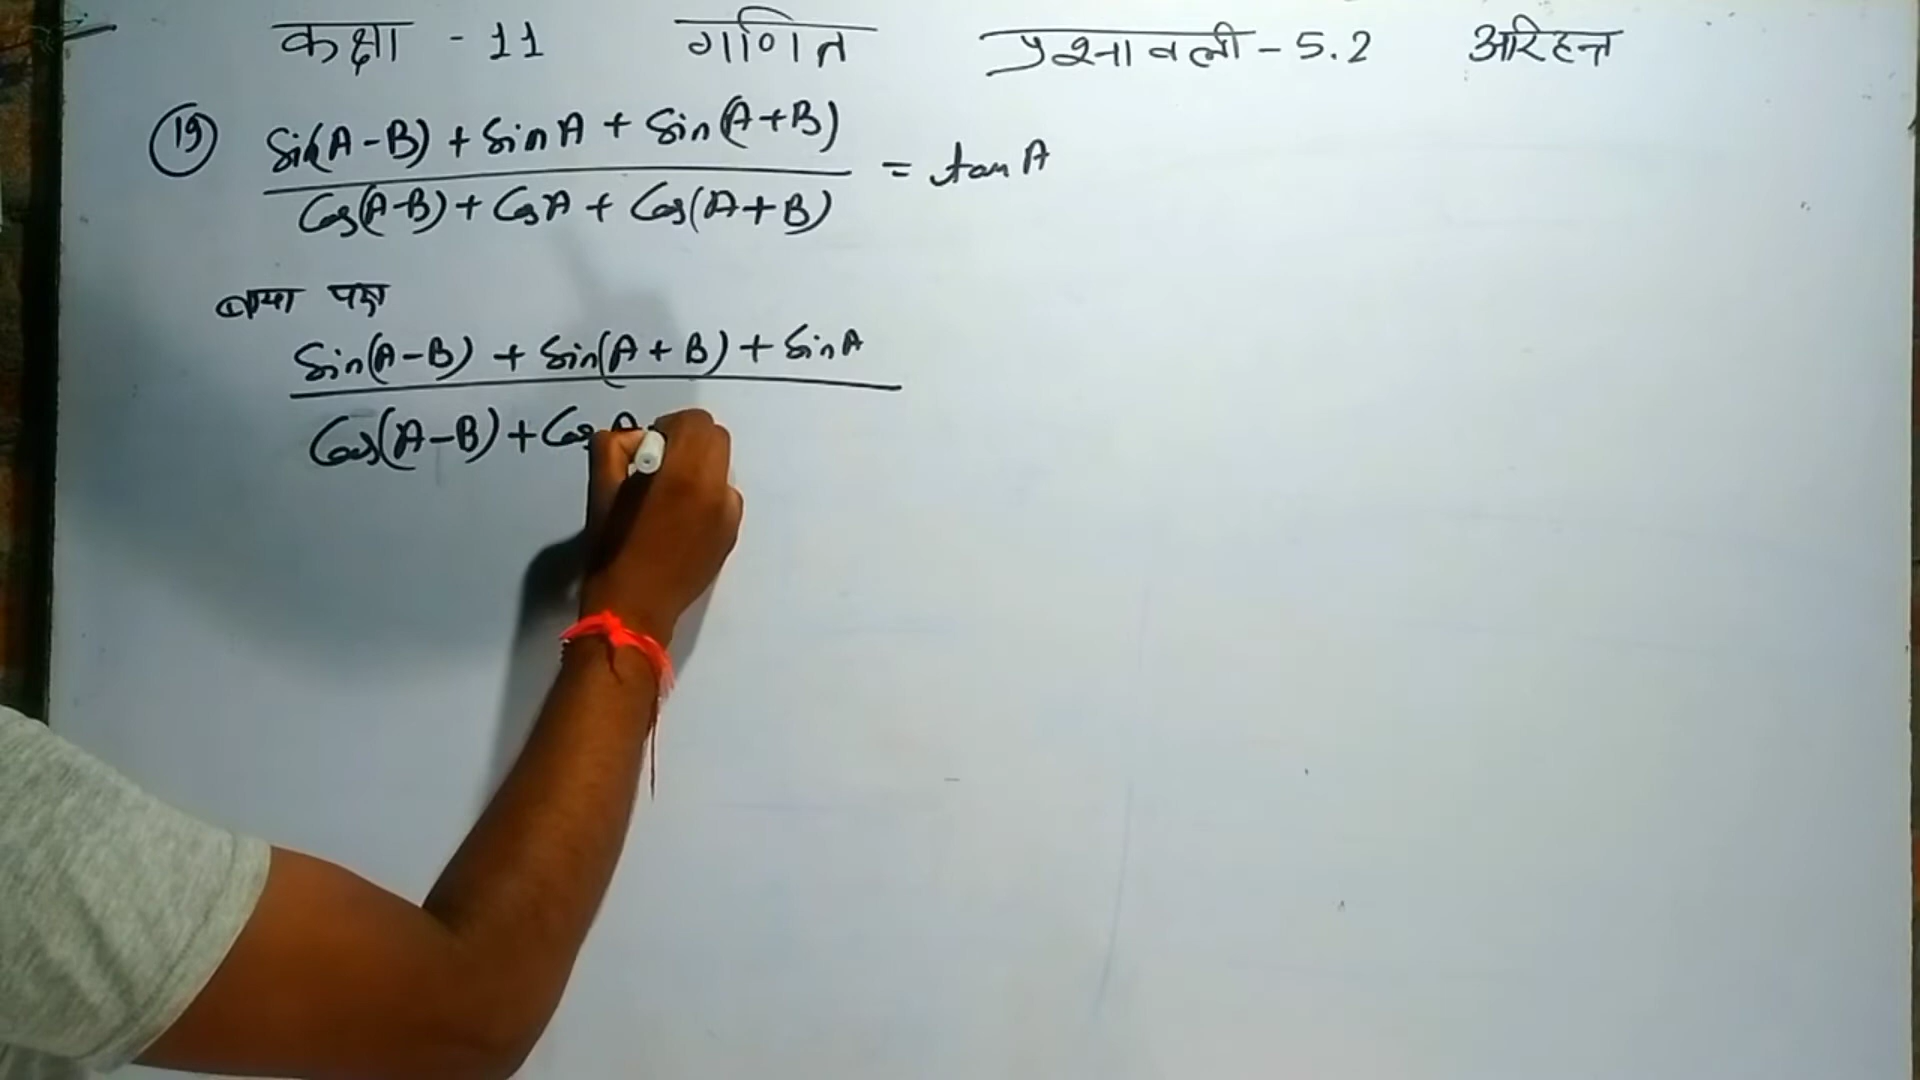 कक्षा - 11 गणित प्रश्नावली - 5.2 अरिहन्त
19 Sin(A-B) + Sin A + Sin(A+B)
= tan A
Cos(A-B) + Cos A + Cos(A+B)
बाया पक्ष
Sin(A-B) + Sin(A+B) + Sin A
Cos(A-B) + Cos A